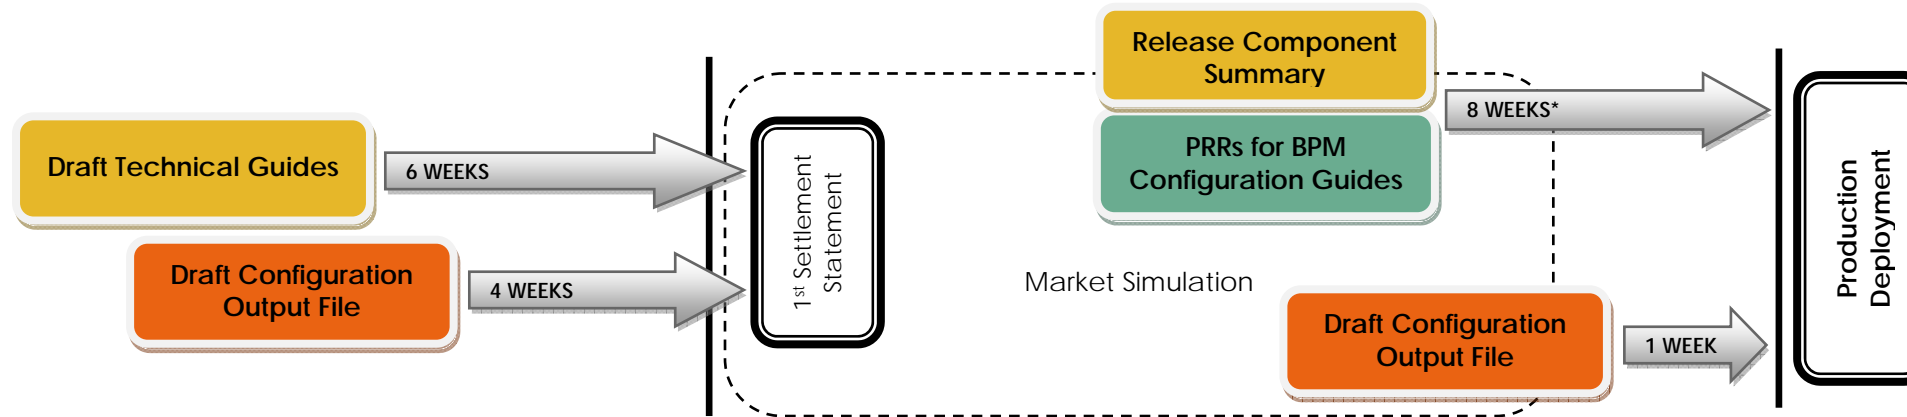 Release Component
Summary
8 WEEKS*
Draft Technical Guides
6 WEEKS
PRRs for BPM
Configuration Guides
1st Settlement
Statement
Production
Deployment
Draft Configuration
Output File
4 WEEKS
Market Simulation
Draft Configuration
Output File
1 WEEK